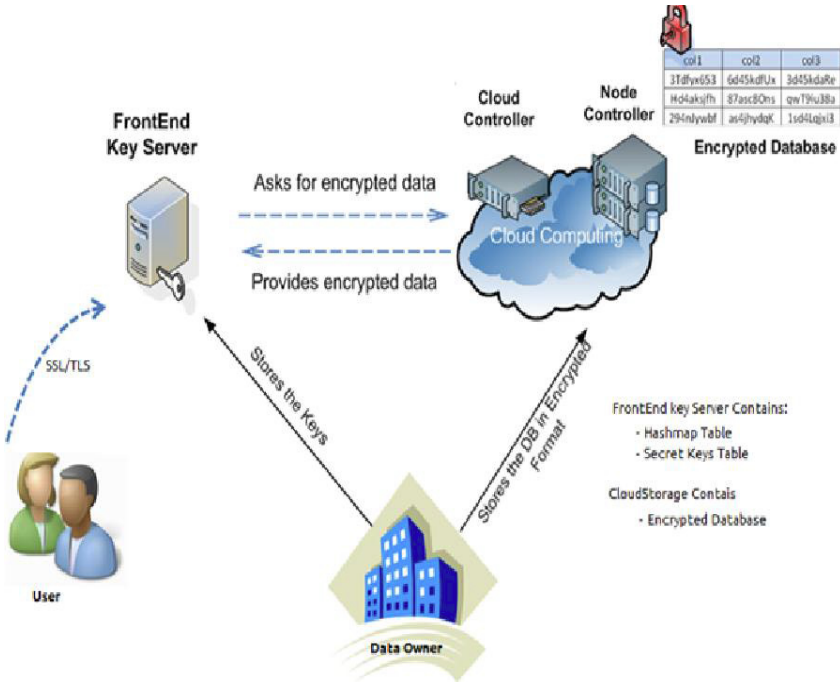 col1 col2 col3
3Tdfyx653 6d45kdfUx 3d45kdaRe
Hd4aksjfh 87asc8Ons qwT9iu38a
294nJywbf as4jhydqK 1sd4Lqjxi3
Encrypted Database
Cloud
Controller
Node
Controller
FrontEnd
Key Server
Asks for encrypted data
Cloud Computing
Provides encrypted data
SSL/TLS
Stores the Keys
Stores the DB in Encrypted
Format
FrontEnd key Server Contains:
- Hashmap Table
- Secret Keys Table
CloudStorage Contais
- Encrypted Database
User
Data Owner